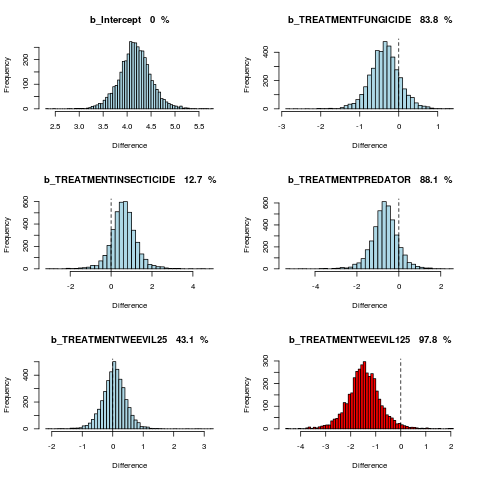 b_Intercept 0 %
Frequency
0 100 200
2.5 3.0 3.5 4.0 4.5 5.0 5.5
Difference
b_TREATMENTFUNGICIDE 83.8 %
Frequency
0 200 400
-3 -2 -1 0 1
Difference
b_TREATMENTINSECTICIDE 12.7 %
Frequency
0 200 400
-2 0 2 4
Difference
b_TREATMENTPREDATOR 88.1 %
Frequency
0 200 400 600
-4 -2 0 2
Difference
b_TREATMENTWEEVIL25 43.1 %
Frequency
0 200 400
-2 -1 0 1 2 3
Difference
b_TREATMENTWEEVIL125 97.8 %
Frequency
0 100 200 300
-4 -3 -2 -1 0 1 2
Difference